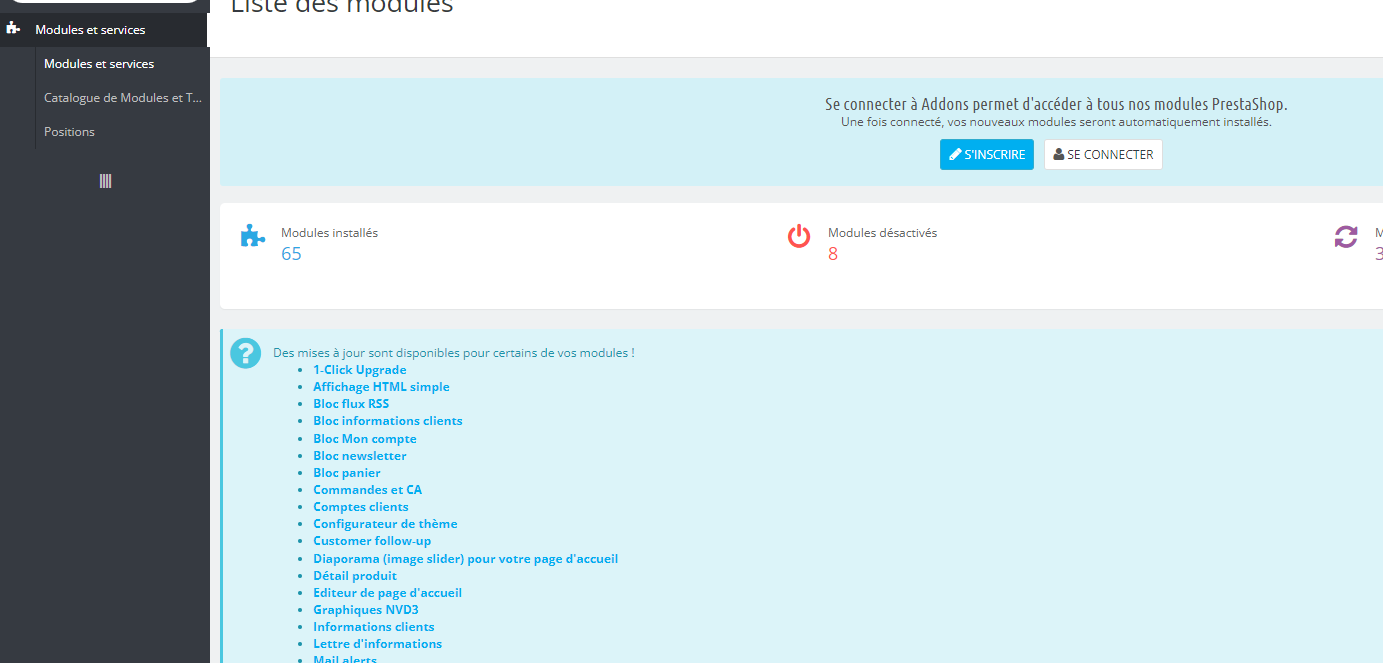 Liste des modules
Modules et services
Modules et services
Catalogue de Modules et T...
Positions
Se connecter à Addons permet d'accéder à tous nos modules PrestaShop.
Une fois connecté, vos nouveaux modules seront automatiquement installés.
S'INSCRIRE
SE CONNECTER
Modules installés
65
Modules désactivés
8
M
3
Des mises à jour sont disponibles pour certains de vos modules !
1-Click Upgrade
Affichage HTML simple
Bloc flux RSS
Bloc informations clients
Bloc Mon compte
Bloc newsletter
Bloc panier
Commandes et CA
Comptes clients
Configurateur de thème
Customer follow-up
Diaporama (image slider) pour votre page d'accueil
Détail produit
Editeur de page d'accueil
Graphiques NVD3
Informations clients
Lettre d'informations
Mail alerts